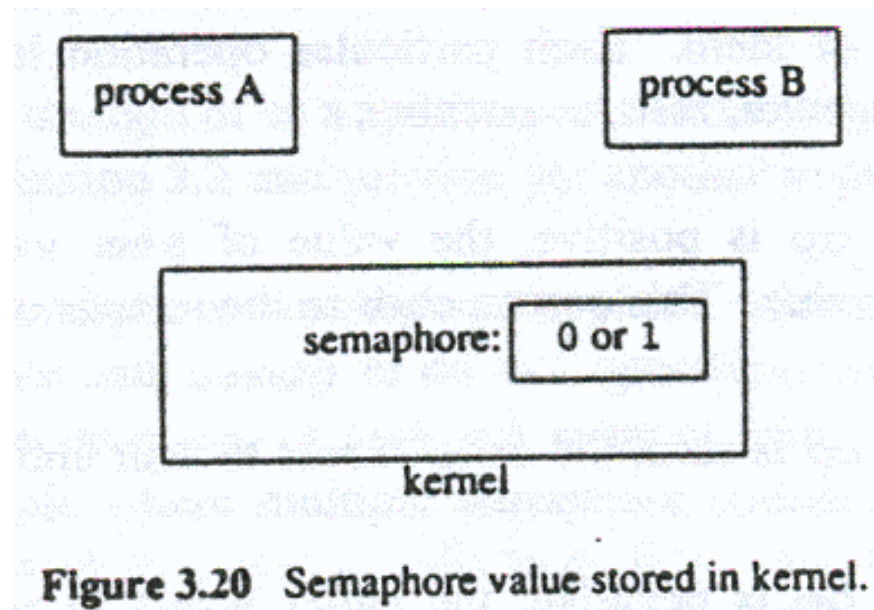 process A
process B
semaphore: 0 or 1
kernel
Figure 3.20 Semaphore value stored in kernel.